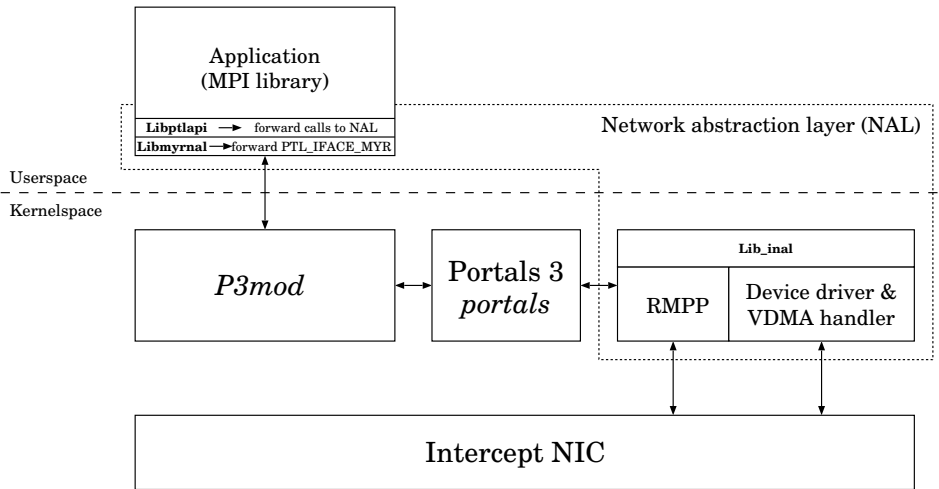 Application
(MPI library)
Libptlapi → forward calls to NAL
Libmyrnal → forward PTL_IFACE_MYR
Network abstraction layer (NAL)
Userspace
Kernelspace
P3mod
Portals 3
portals
Lib_inal
RMPP
Device driver &
VDMA handler
Intercept NIC